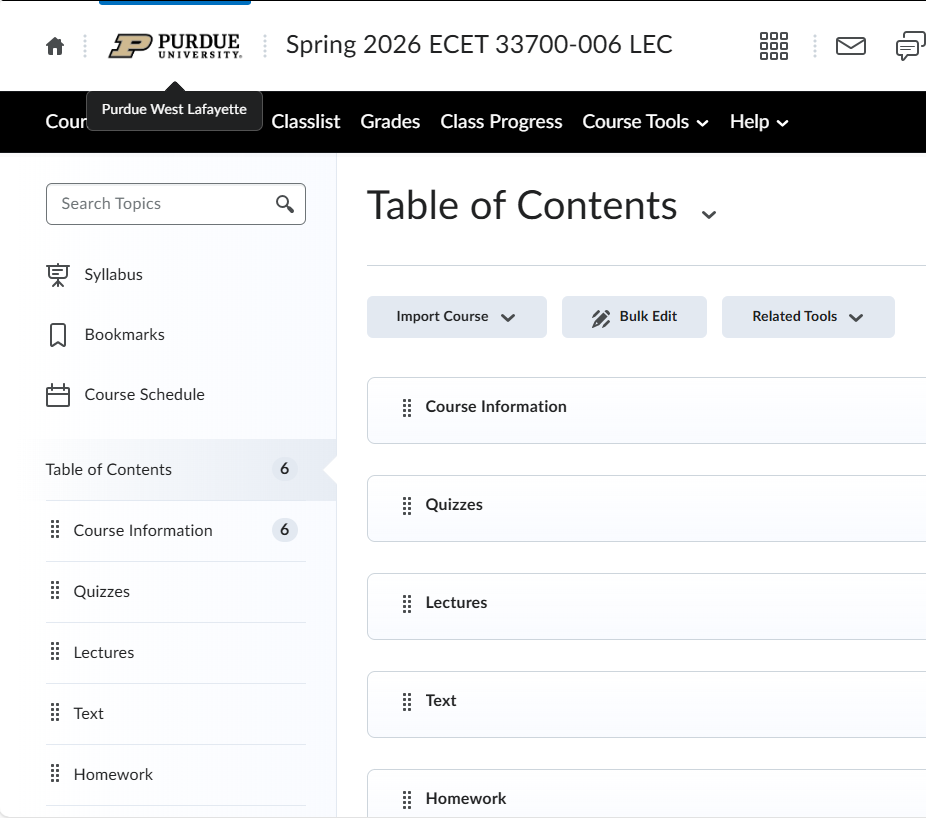 PURDUE
UNIVERSITY.
Spring 2026 ECET 33700-006 LEC
Purdue West Lafayette
Classlist Grades Class Progress Course Tools Help
Search Topics
Syllabus
Bookmarks
Course Schedule
Table of Contents 6
Course Information 6
Quizzes
Lectures
Text
Homework
Table of Contents
Import Course Bulk Edit Related Tools
Course Information
Quizzes
Lectures
Text
Homework